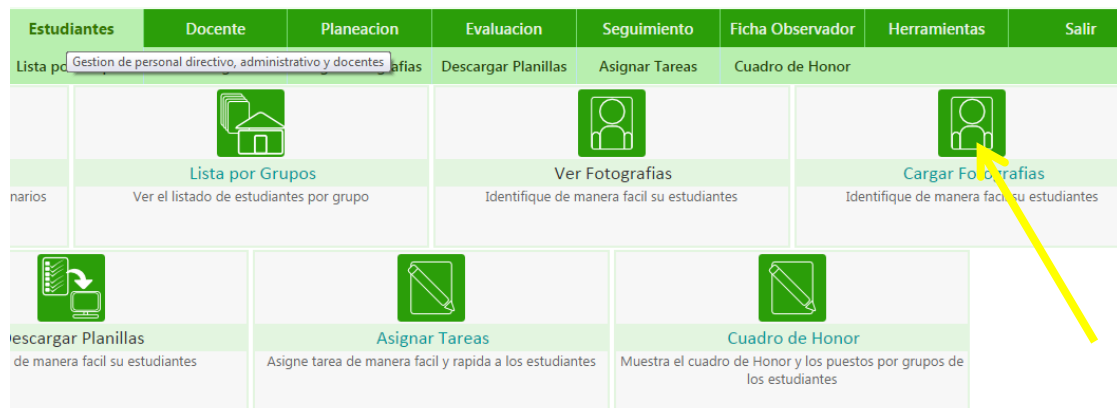 Estudiantes Docente Planeacion Evaluacion Seguimiento Ficha Observador Herramientas Salir
Lista po Gestion de personal directivo, administrativo y docentes afias Descargar Planillas Asignar Tareas Cuadro de Honor
Lista por Grupos Ver Fotografias Cargar Fotografias
narios Ver el listado de estudiantes por grupo Identifique de manera facil su estudiantes Identifique de manera facil su estudiantes
escargar Planillas Asignar Tareas Cuadro de Honor
de manera facil su estudiantes Asigne tarea de manera facil y rapida a los estudiantes Muestra el cuadro de Honor y los puestos por grupos de
los estudiantes